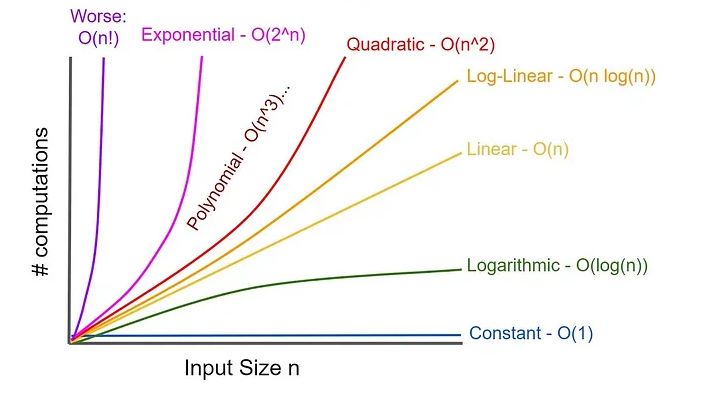 Worse:
O(n!)
Exponential - O(2^n)
Quadratic - O(n^2)
Log-Linear - O(n log(n))
Polynomial - O(n^3)...
Linear - O(n)
Logarithmic - O(log(n))
Constant - O(1)
# computations
Input Size n